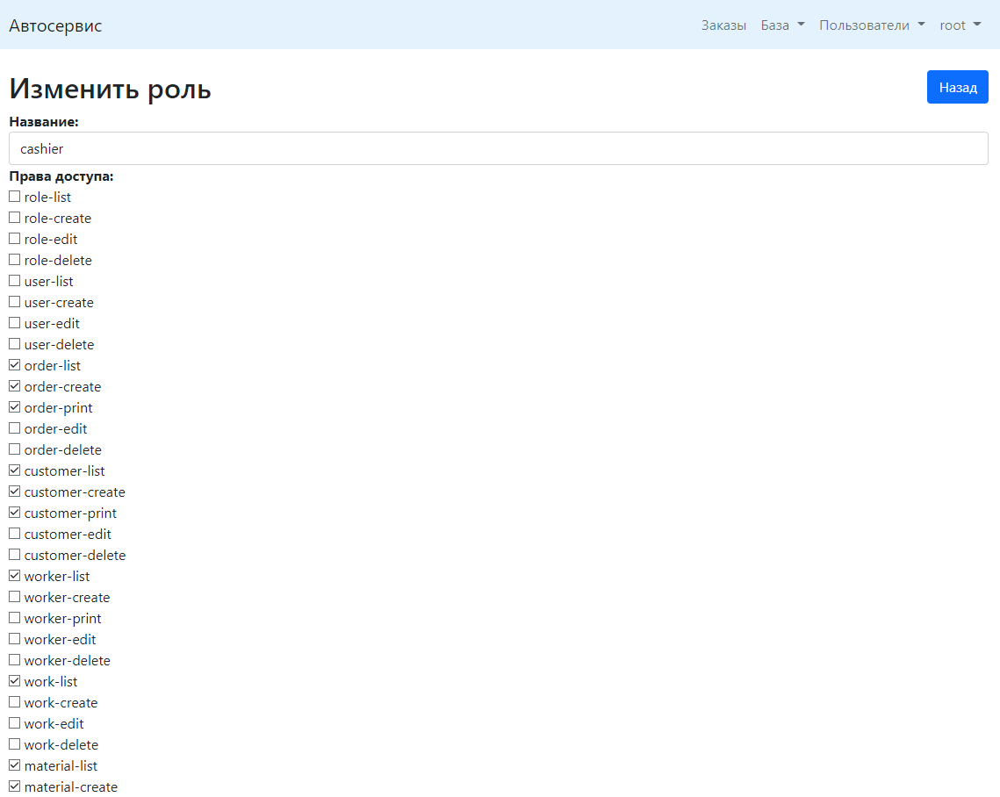 Автосервис Заказы База Пользователи root
Изменить роль Назад
Название:
cashier
Права доступа:
role-list
role-create
role-edit
role-delete
user-list
user-create
user-edit
user-delete
order-list
order-create
order-print
order-edit
order-delete
customer-list
customer-create
customer-print
customer-edit
customer-delete
worker-list
worker-create
worker-print
worker-edit
worker-delete
work-list
work-create
work-edit
work-delete
material-list
material-create